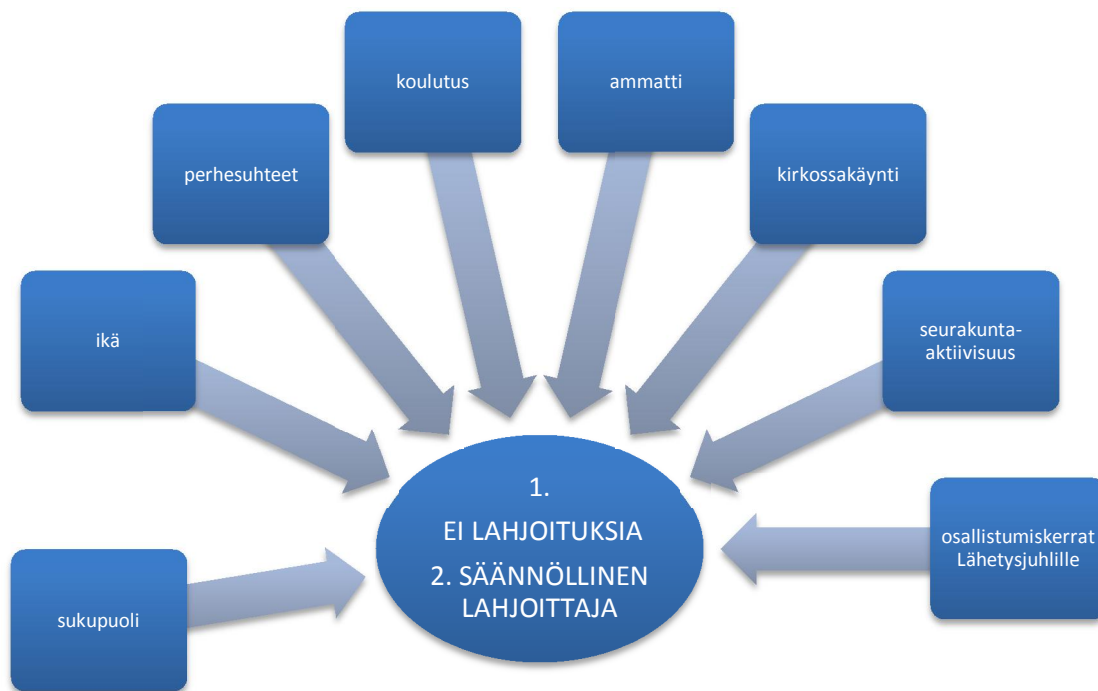 koulutus
ammatti
perhesuhteet
kirkossakäynti
ikä
seurakunta-
aktiivisuus
1.
EI LAHJOITUKSIA
2. SÄÄNNÖLLINEN
LAHJOITTAJA
osallistumiskerrat
Lähetysjuhlille
sukupuoli